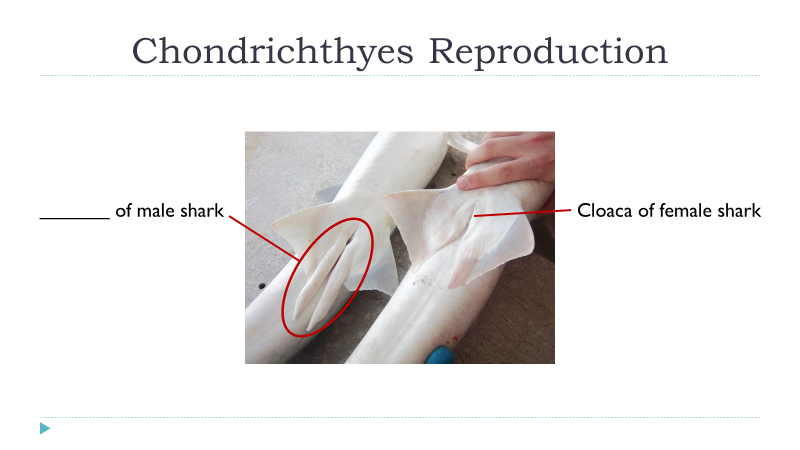 Chondrichthyes Reproduction
_______ of male shark
Cloaca of female shark